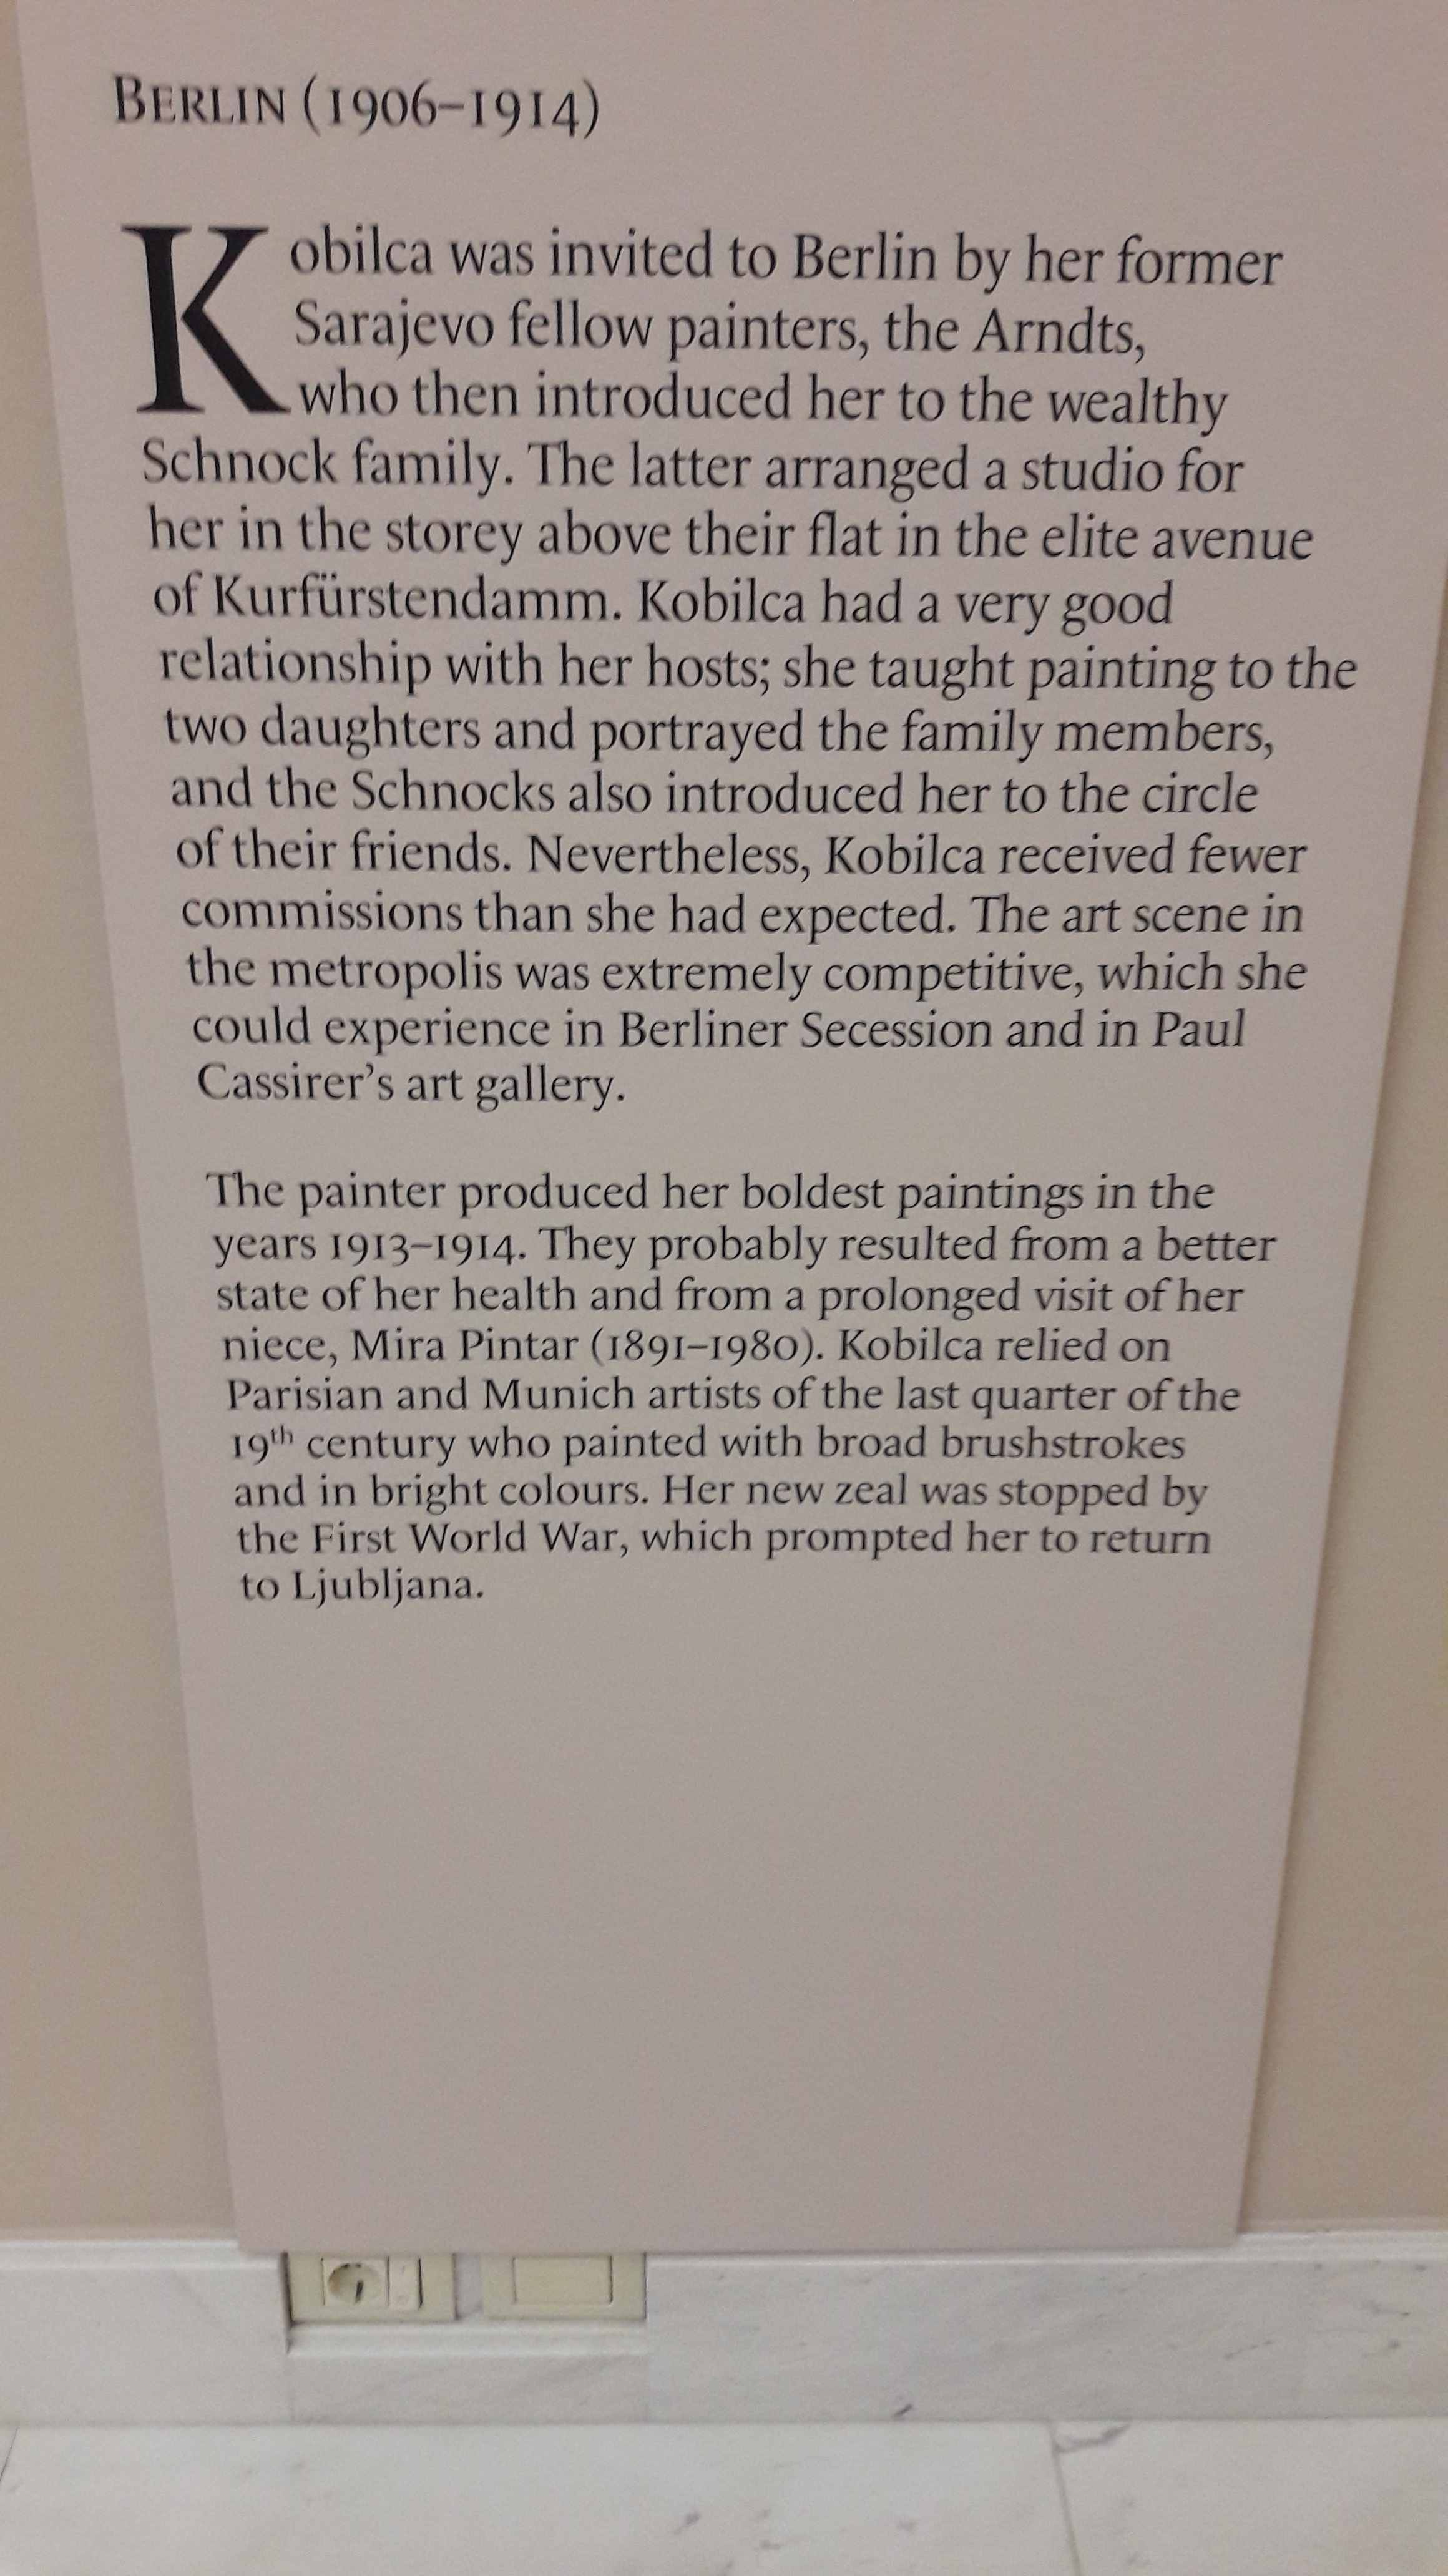 BERLIN (1906–1914)
Kobilca was invited to Berlin by her former
Sarajevo fellow painters, the Arndts,
who then introduced her to the wealthy
Schnock family. The latter arranged a studio for
her in the storey above their flat in the elite avenue
of Kurfürstendamm. Kobilca had a very good
relationship with her hosts; she taught painting to the
two daughters and portrayed the family members,
and the Schnocks also introduced her to the circle
of their friends. Nevertheless, Kobilca received fewer
commissions than she had expected. The art scene in
the metropolis was extremely competitive, which she
could experience in Berliner Secession and in Paul
Cassirer’s art gallery.
The painter produced her boldest paintings in the
years 1913–1914. They probably resulted from a better
state of her health and from a prolonged visit of her
niece, Mira Pintar (1891–1980). Kobilca relied on
Parisian and Munich artists of the last quarter of the
19th century who painted with broad brushstrokes
and in bright colours. Her new zeal was stopped by
the First World War, which prompted her to return
to Ljubljana.